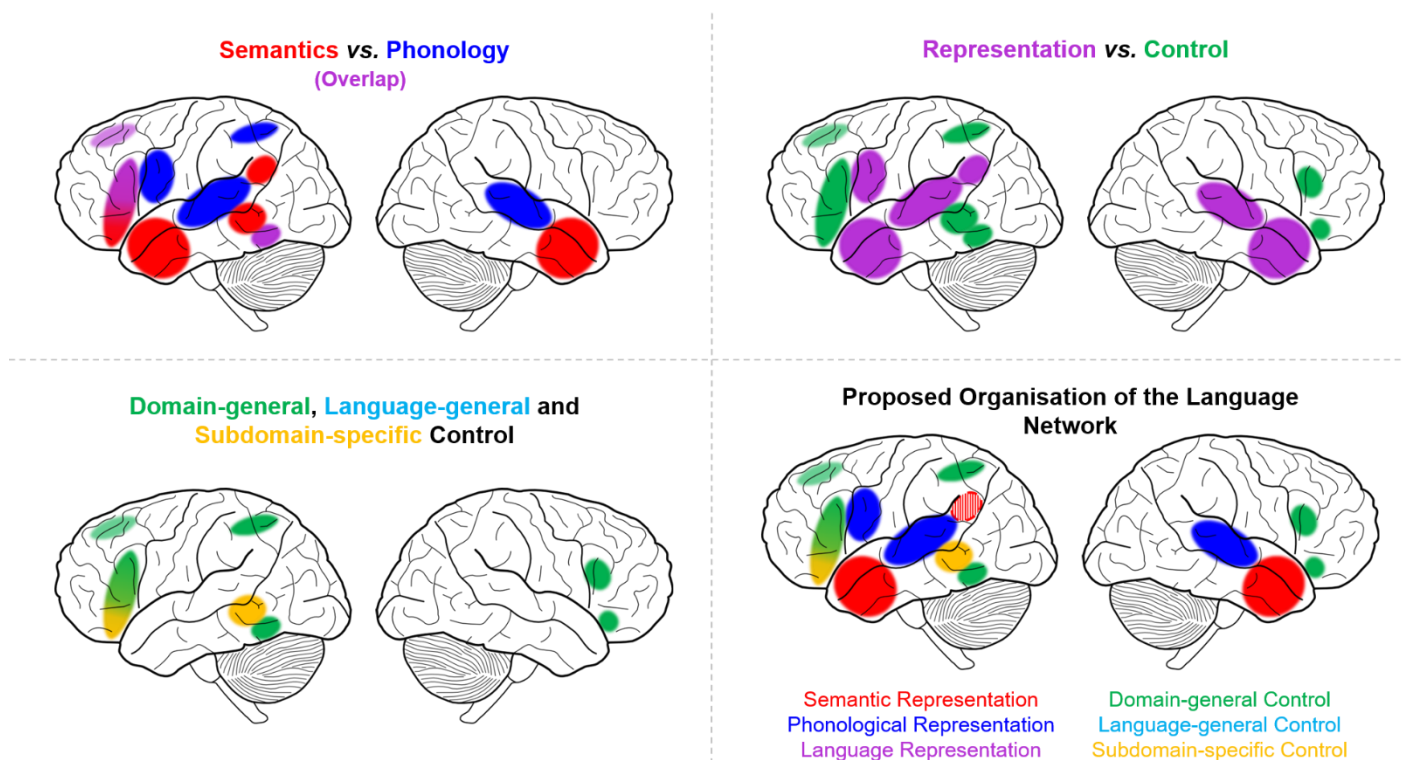 Semantics vs. Phonology
(Overlap)
Representation vs. Control
Domain-general, Language-general and
Subdomain-specific Control
Proposed Organisation of the Language
Network
Semantic Representation
Phonological Representation
Language Representation
Domain-general Control
Language-general Control
Subdomain-specific Control